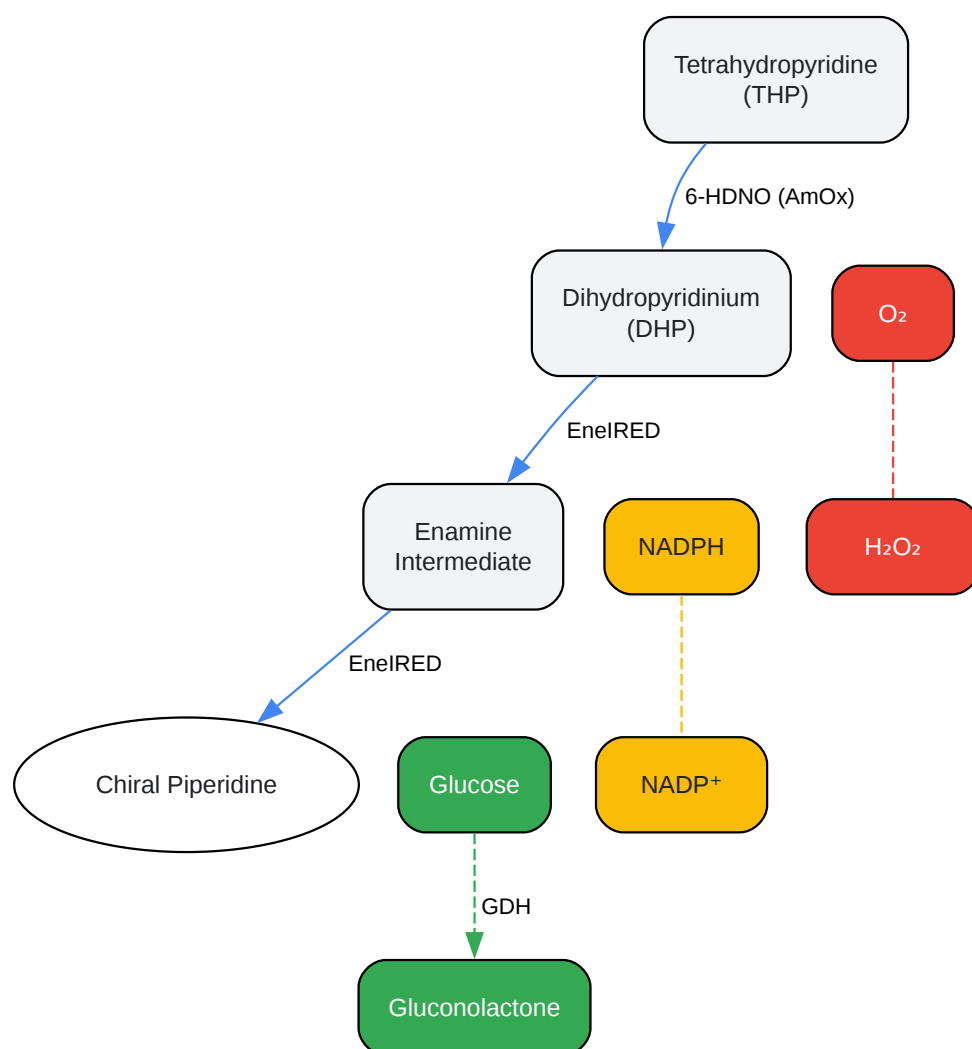 Tetrahydropyridine
(THP)
6-HDNO (AmOx)
Dihydropyridinium
(DHP)
O₂
EneIRED
Enamine
Intermediate
NADPH
H₂O₂
EneIRED
Chiral Piperidine
Glucose
NADP⁺
GDH
Gluconolactone